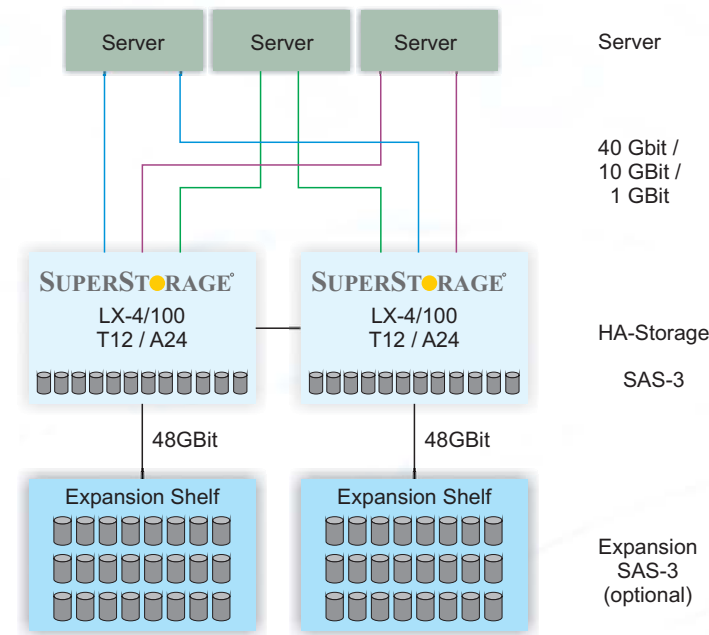 Server
Server
Server
Server
40 Gbit /
10 GBit /
1 GBit
SUPERSTORAGE°
LX-4/100
T12 / A24
SUPERSTORAGE°
LX-4/100
T12 / A24
HA-Storage
SAS-3
48GBit
48GBit
Expansion Shelf
Expansion Shelf
Expansion
SAS-3
(optional)